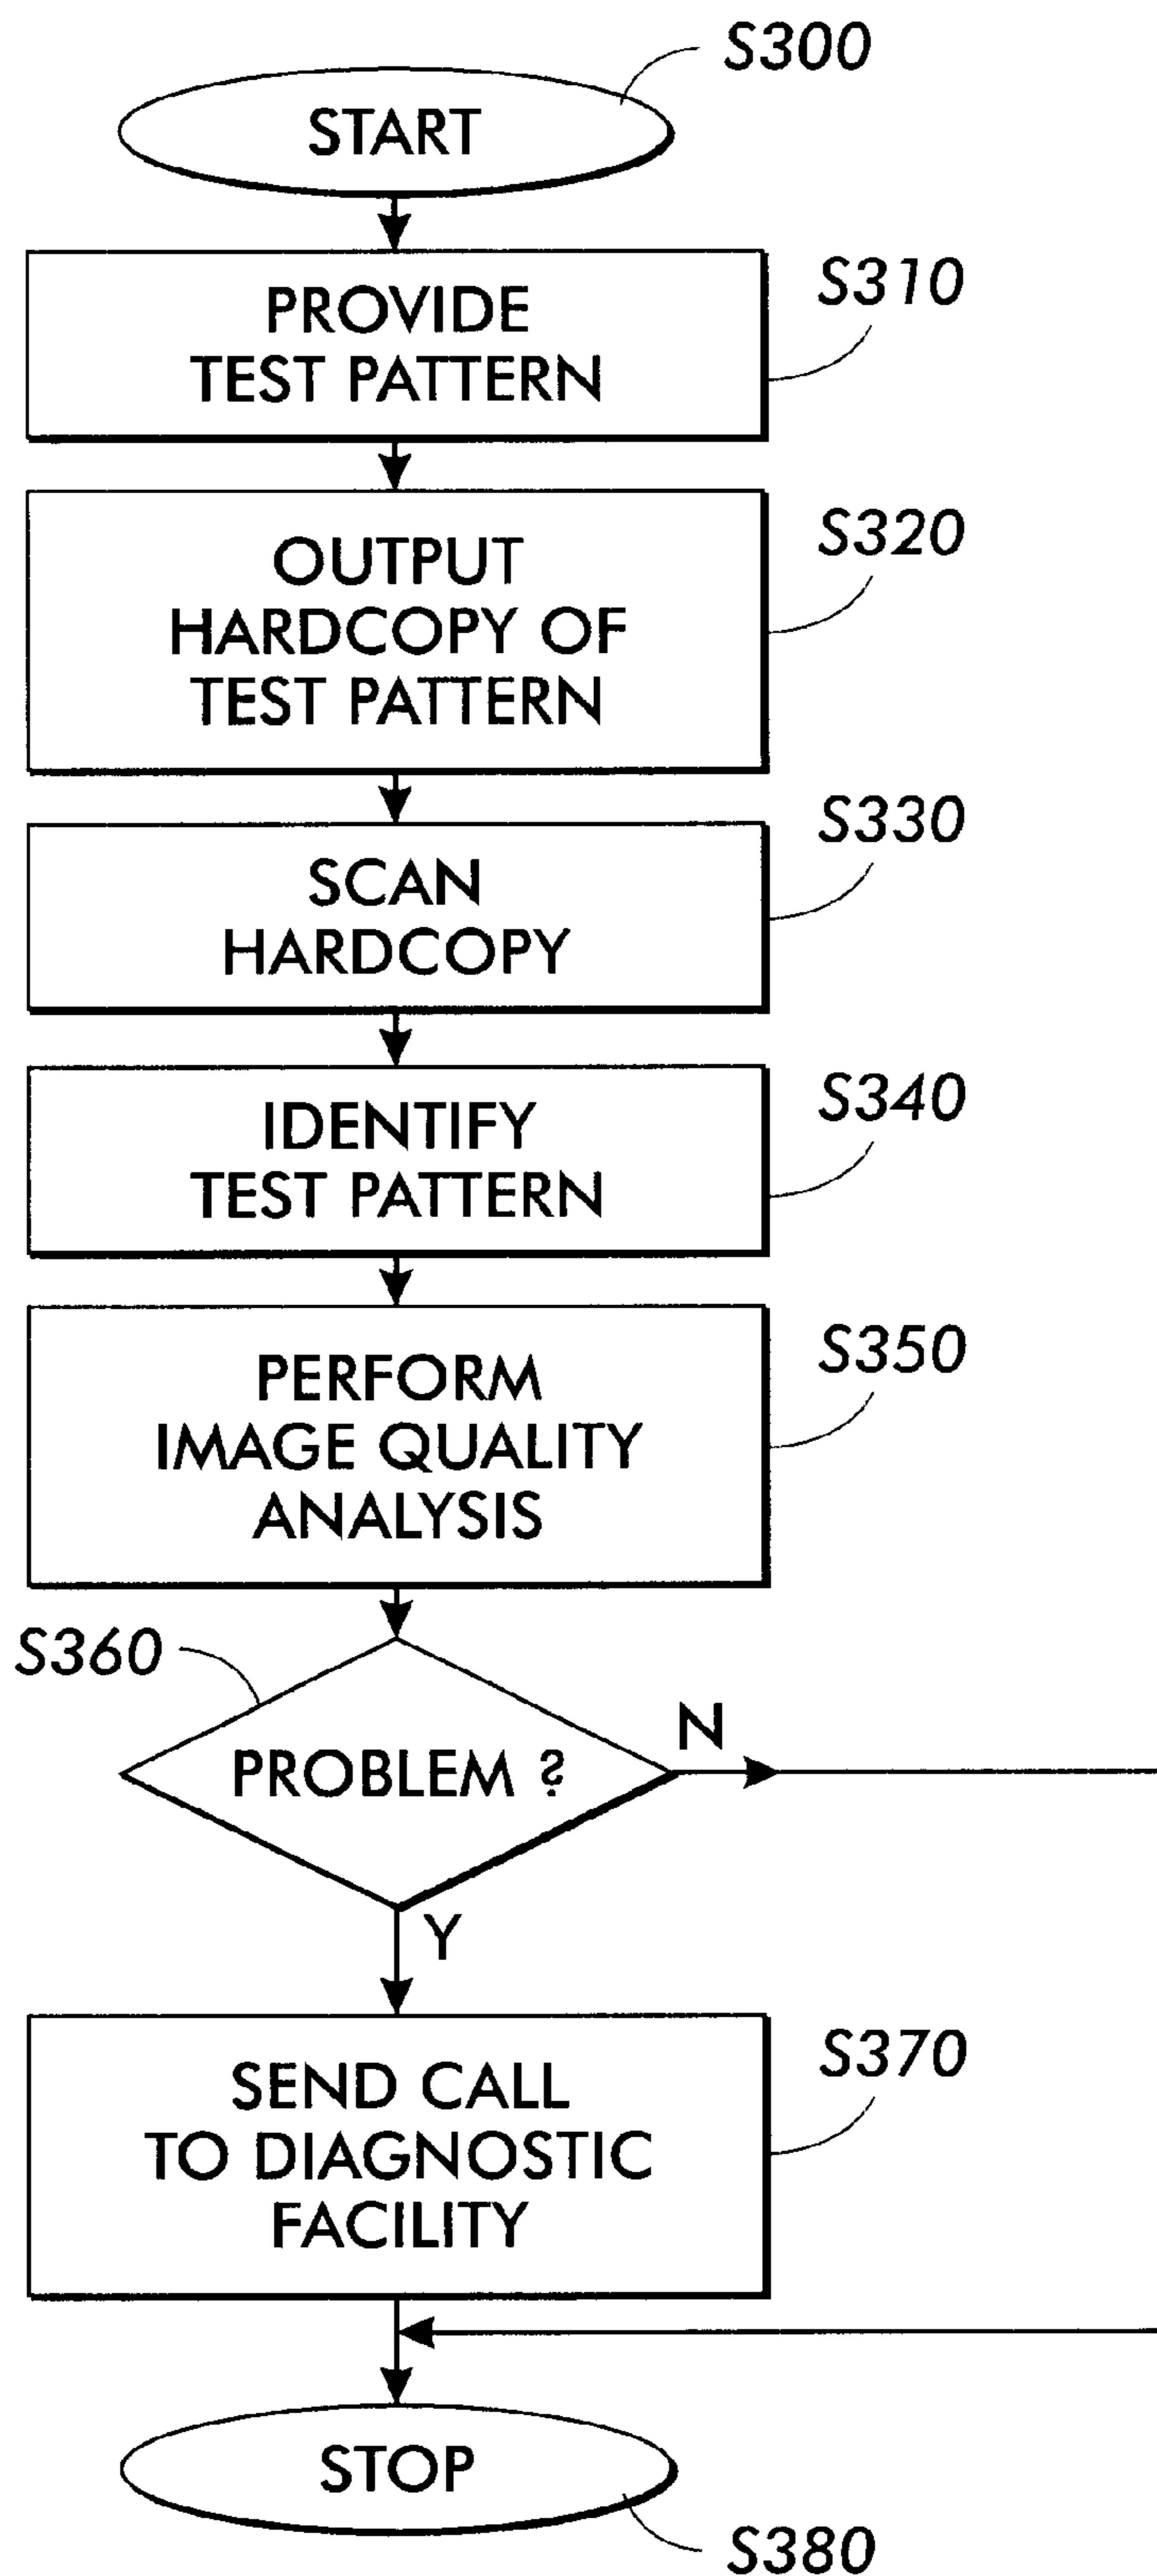 S300
START
S310
PROVIDE
TEST PATTERN
S320
OUTPUT
HARDCOPY OF
TEST PATTERN
S330
SCAN
HARDCOPY
S340
IDENTIFY
TEST PATTERN
S350
PERFORM
IMAGE QUALITY
ANALYSIS
S360
PROBLEM ?
N
Y
S370
SEND CALL
TO DIAGNOSTIC
FACILITY
STOP
S380